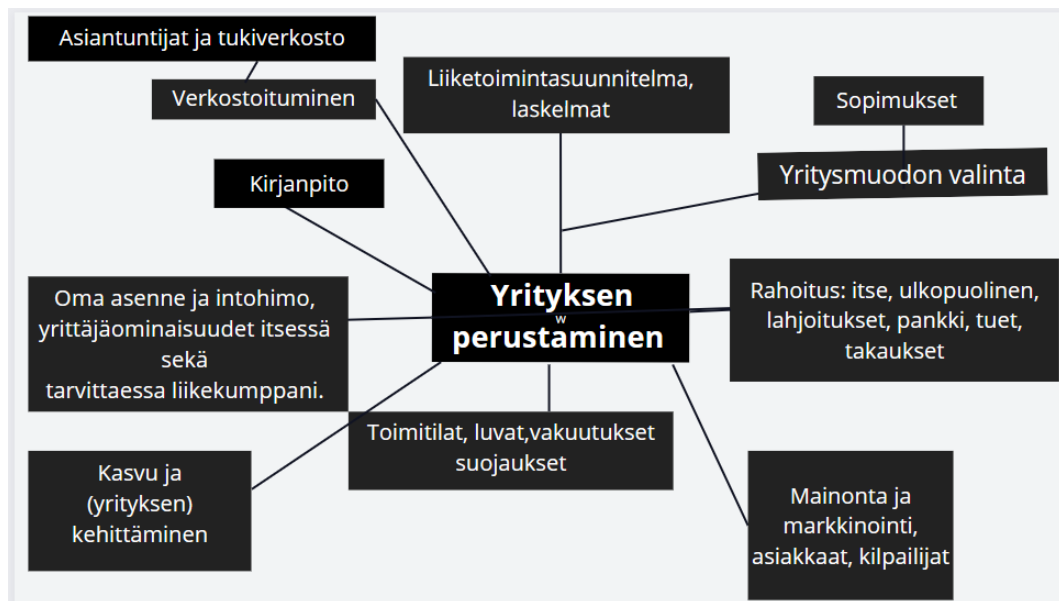 Asiantuntijat ja tukiverkosto
Verkostoituminen
Liiketoimintasuunnitelma,
laskelmat
Sopimukset
Yritysmuodon valinta
Kirjanpito
Yrityksen
w
perustaminen
Oma asenne ja intohimo,
yrittäjäominaisuudet itsessä
sekä
tarvittaessa liikekumppani.
Rahoitus: itse, ulkopuolinen,
lahjoitukset, pankki, tuet,
takaukset
Toimitilat, luvat,vakuutukset
suojaukset
Kasvu ja
(yrityksen)
kehittäminen
Mainonta ja
markkinointi,
asiakkaat, kilpailijat